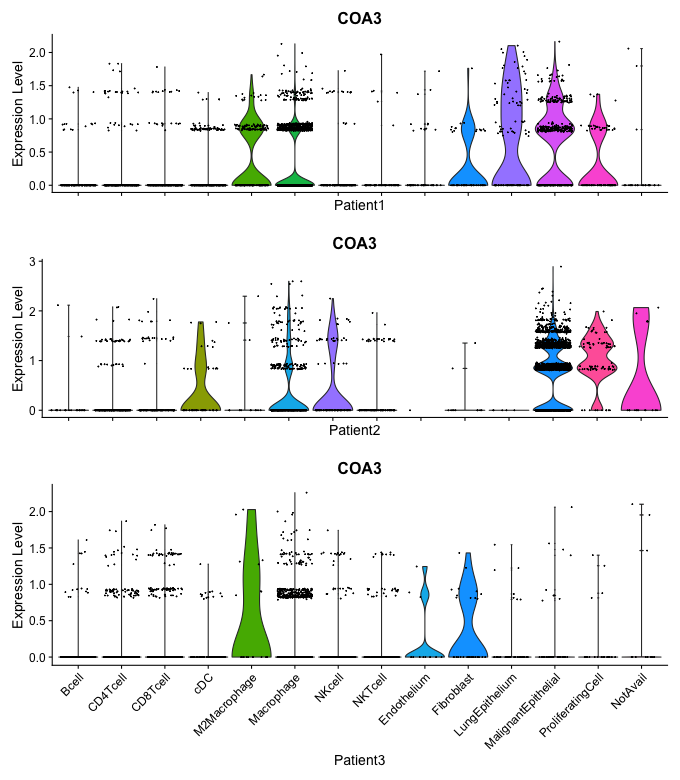 COA3
Expression Level
2.0
1.5
1.0
0.5
0.0
Patient1
COA3
Expression Level
3
2
1
0
Patient2
COA3
Expression Level
2.0
1.5
1.0
0.5
0.0
Bcell
CD4Tcell
CD8Tcell
cDC
M2Macrophage
Macrophage
NKcell
NKTcell
Endothelium
Fibroblast
LungEpithelium
MalignantEpithelial
ProliferatingCell
NotAvail
Patient3